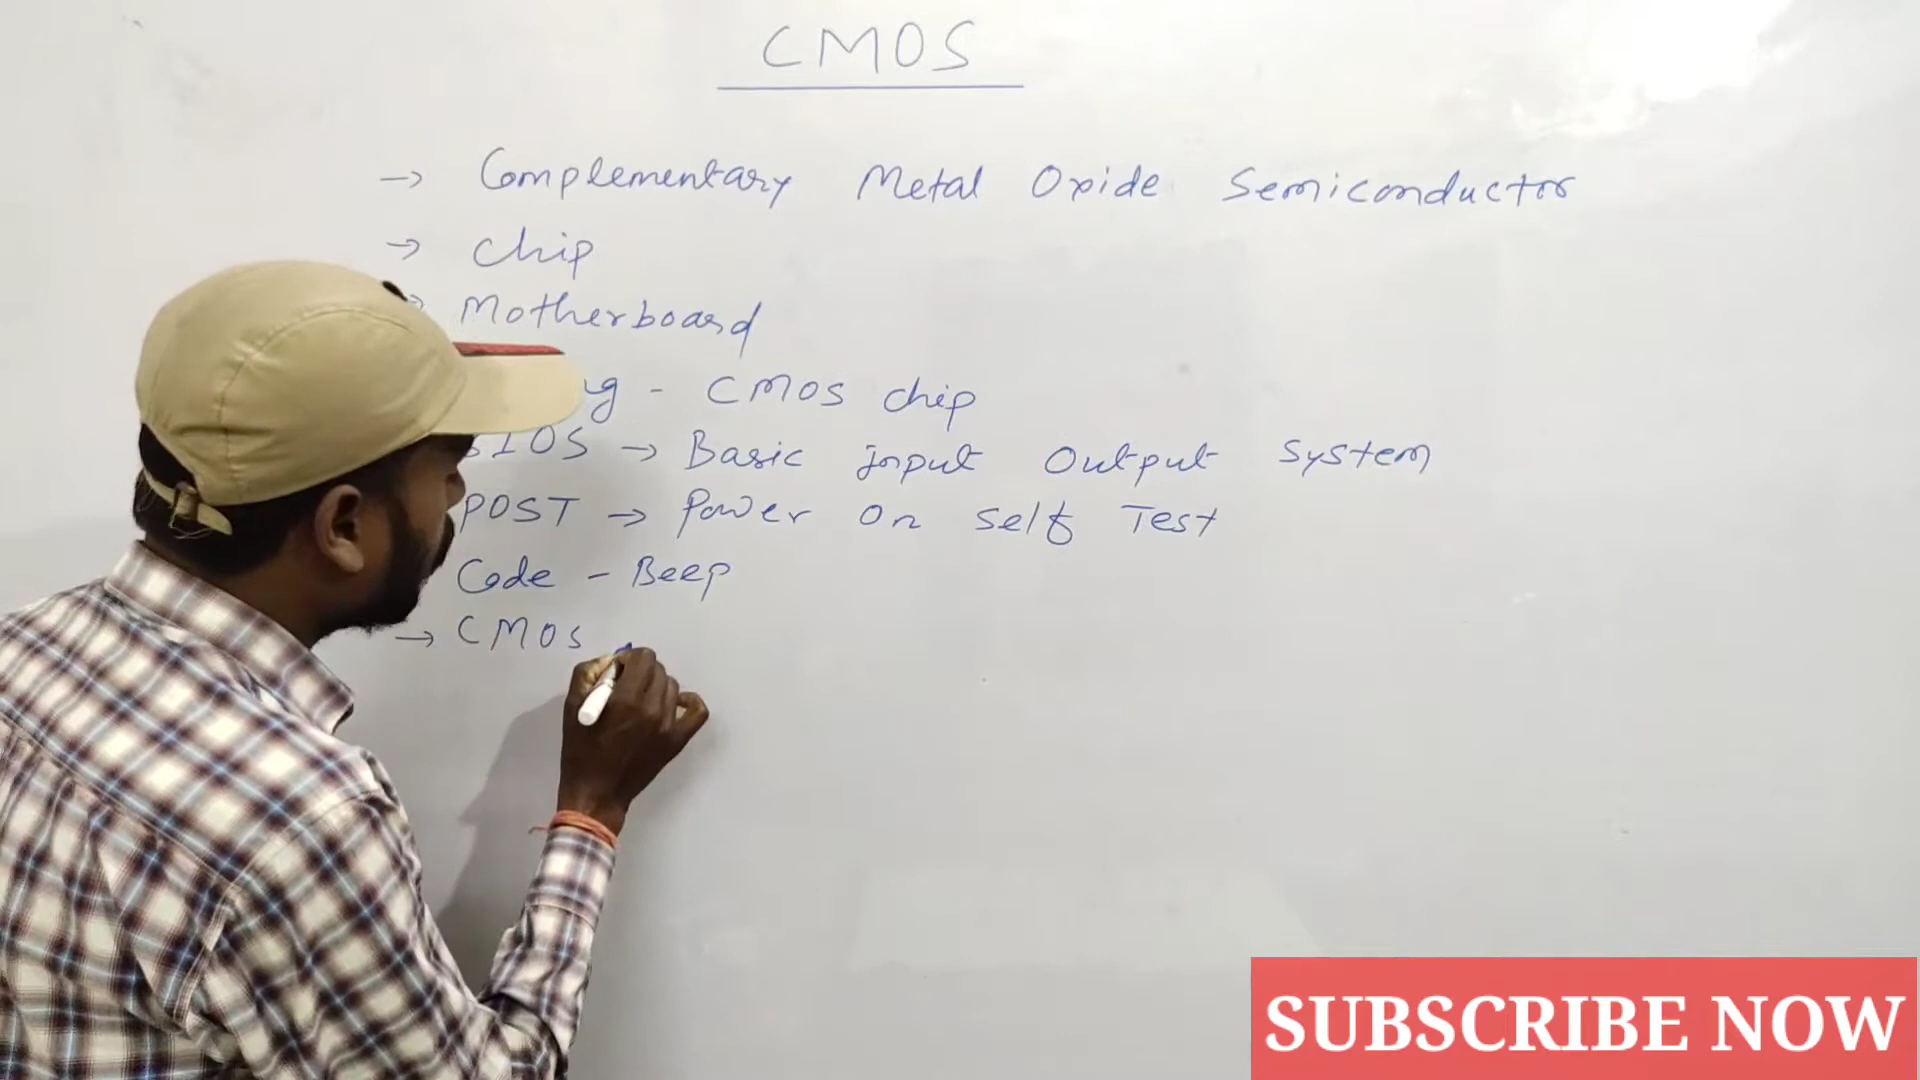 CMOS
→ Complementary Metal Oxide Semiconductor
→ Chip
Motherboard
- CMOS chip
BIOS → Basic input Output System
POST → Power On Self Test
Code - Beep
→ CMOS
SUBSCRIBE NOW